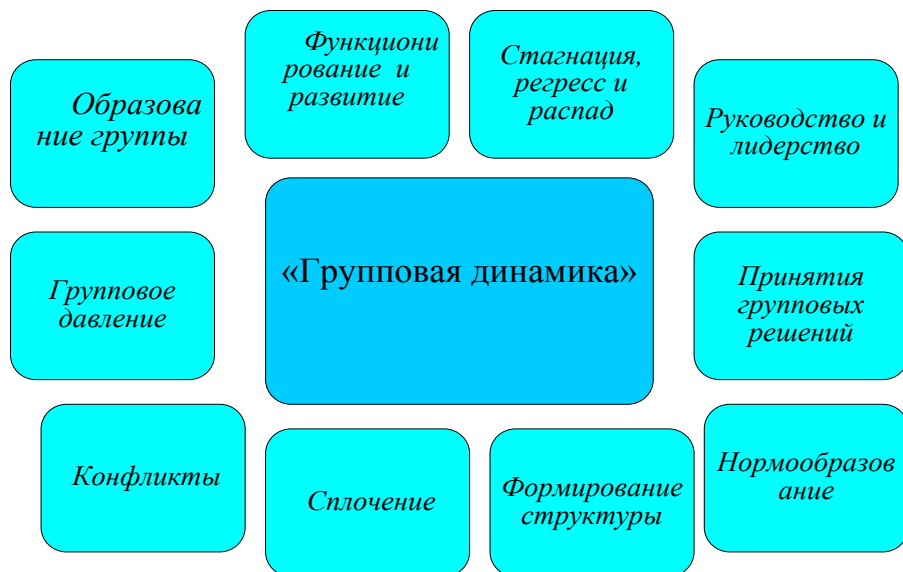 Функциони
рование и
развитие
Стагнация,
регресс и
распад
Образова
ние группы
Руководство и
лидерство
«Групповая динамика»
Групповое
давление
Принятия
групповых
решений
Конфликты
Сплочение
Формирование
структуры
Нормообразов
ание